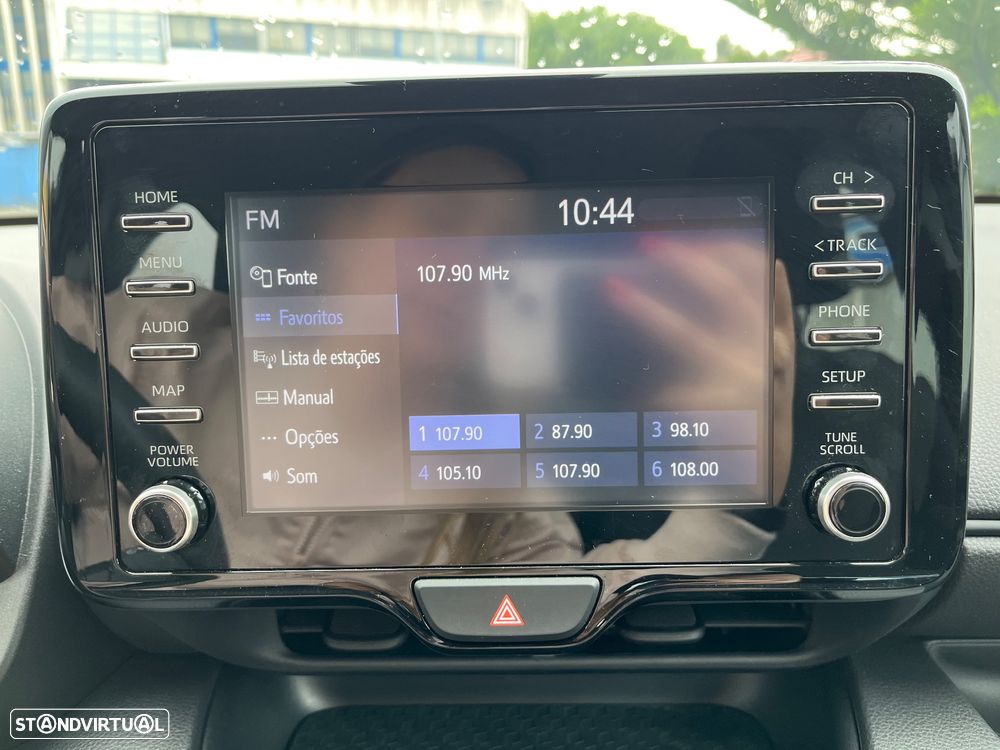 HOME
MENU
AUDIO
MAP
POWER
VOLUME
FM
10:44
Fonte
107.90 MHz
Favoritos
Lista de estações
Manual
Opções
Som
1 107.90
2 87.90
3 98.10
4 105.10
5 107.90
6 108.00
CH >
< TRACK
PHONE
SETUP
TUNE
SCROLL
STANDVIRTUAL